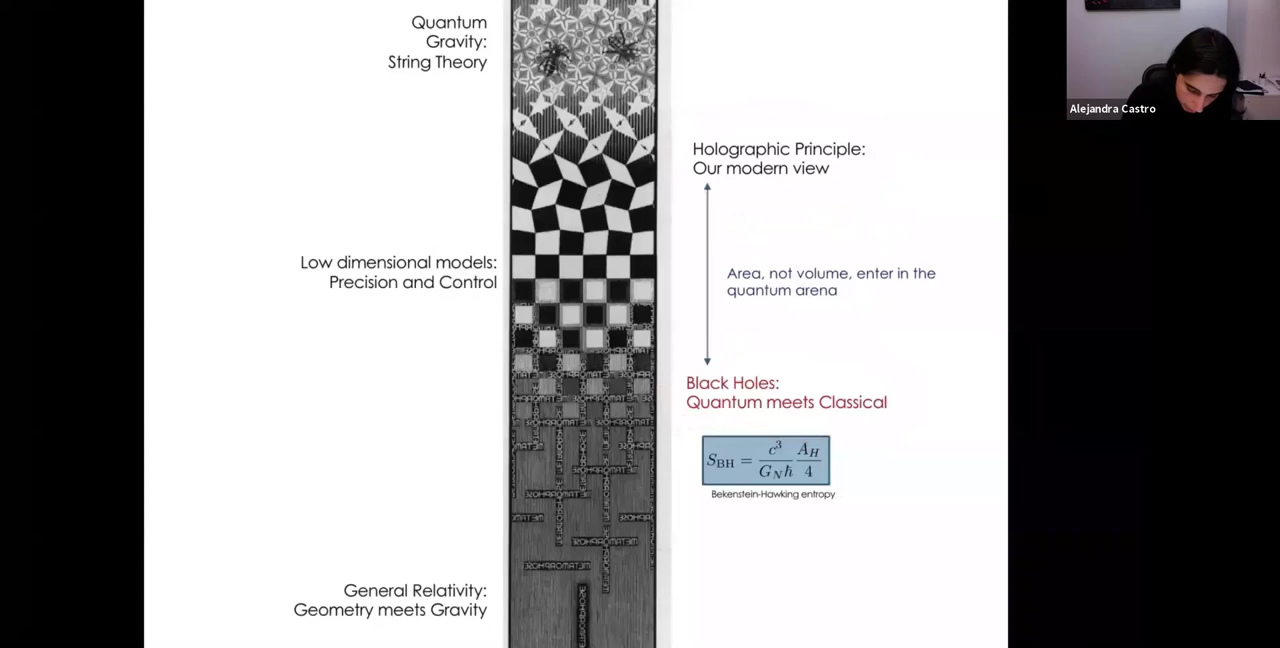 Quantum
Gravity:
String Theory
Alejandra Castro
Holographic Principle:
Our modern view
Low dimensional models:
Precision and Control
Area, not volume, enter in the
quantum arena
Black Holes:
Quantum meets Classical
S_BH = c^3 / (G_N ħ) A_H / 4
Bekenstein-Hawking entropy
General Relativity:
Geometry meets Gravity